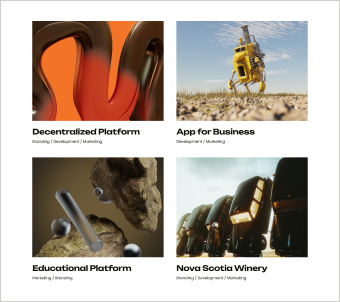 Decentralized Platform
Branding / Development / Marketing
App for Business
Development / Marketing
Educational Platform
Marketing / Branding
Nova Scotia Winery
Branding / Development / Marketing